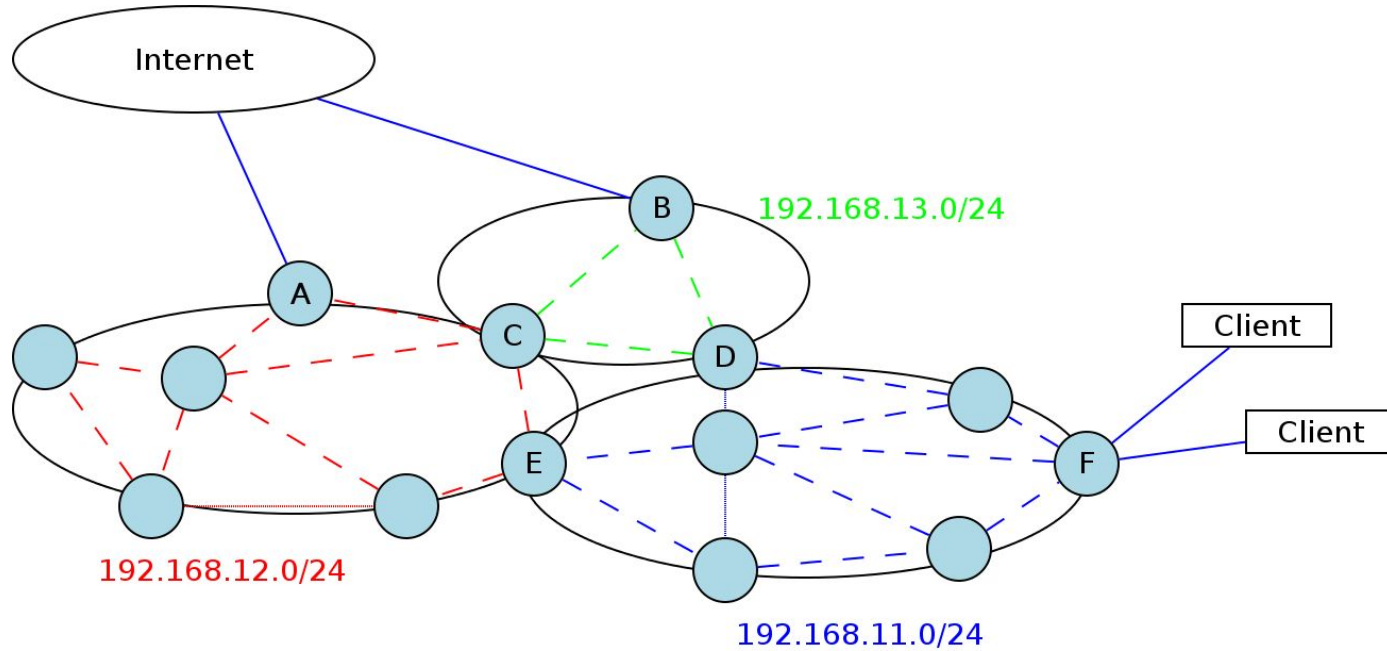 Internet
B
192.168.13.0/24
A
C
D
Client
Client
E
F
192.168.12.0/24
192.168.11.0/24